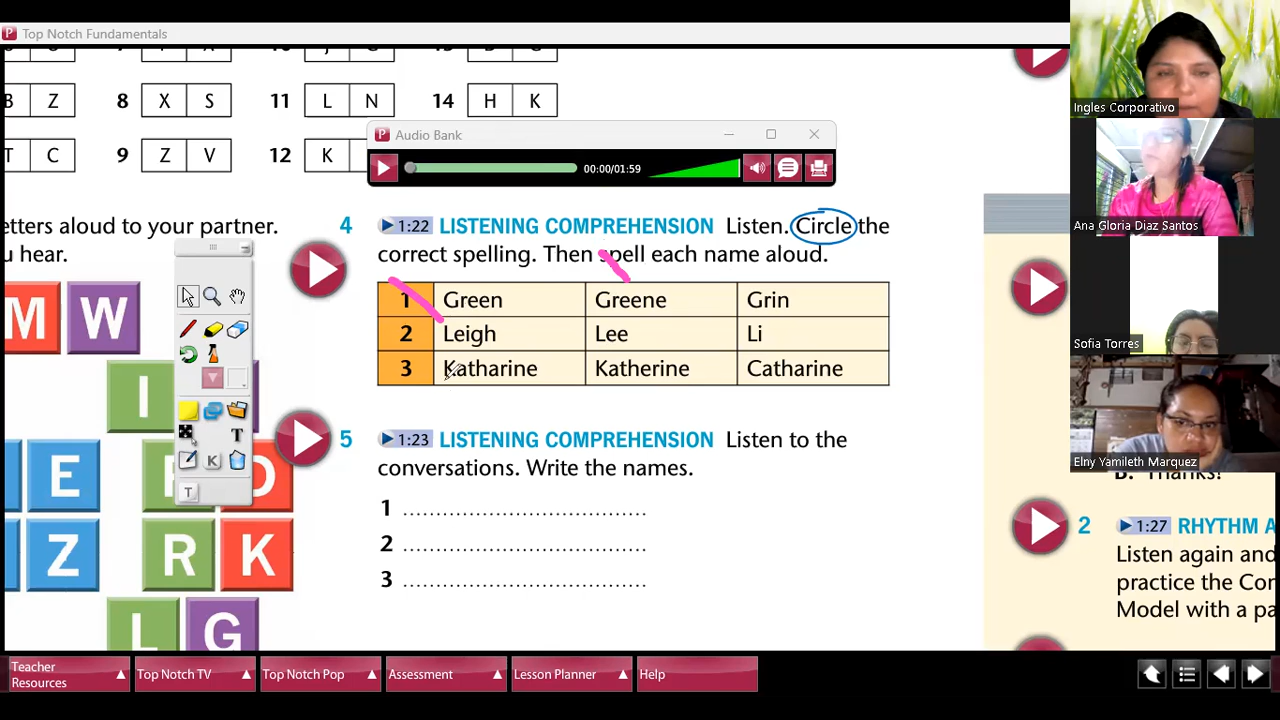 Top Notch Fundamentals
B Z 8 X S 11 L N 14 H K
T C 9 Z V 12 K
Audio Bank
00:00/01:59
etters aloud to your partner.
u hear.
4 1:22 LISTENING COMPREHENSION Listen. Circle the
correct spelling. Then spell each name aloud.
1 Green Greene Grin
2 Leigh Lee Li
3 Katharine Katherine Catharine
5 1:23 LISTENING COMPREHENSION Listen to the
conversations. Write the names.
1
2
3
M W
I
E
D
Z R K
L G
T
K
T
B. Thanks!
2 1:27 RHYTHM A
Listen again and
practice the Con
Model with a pa
Ingles Corporativo
Ana Gloria Diaz Santos
Sofia Torres
Elny Yamileth Marquez
Teacher
Resources
Top Notch TV
Top Notch Pop
Assessment
Lesson Planner
Help